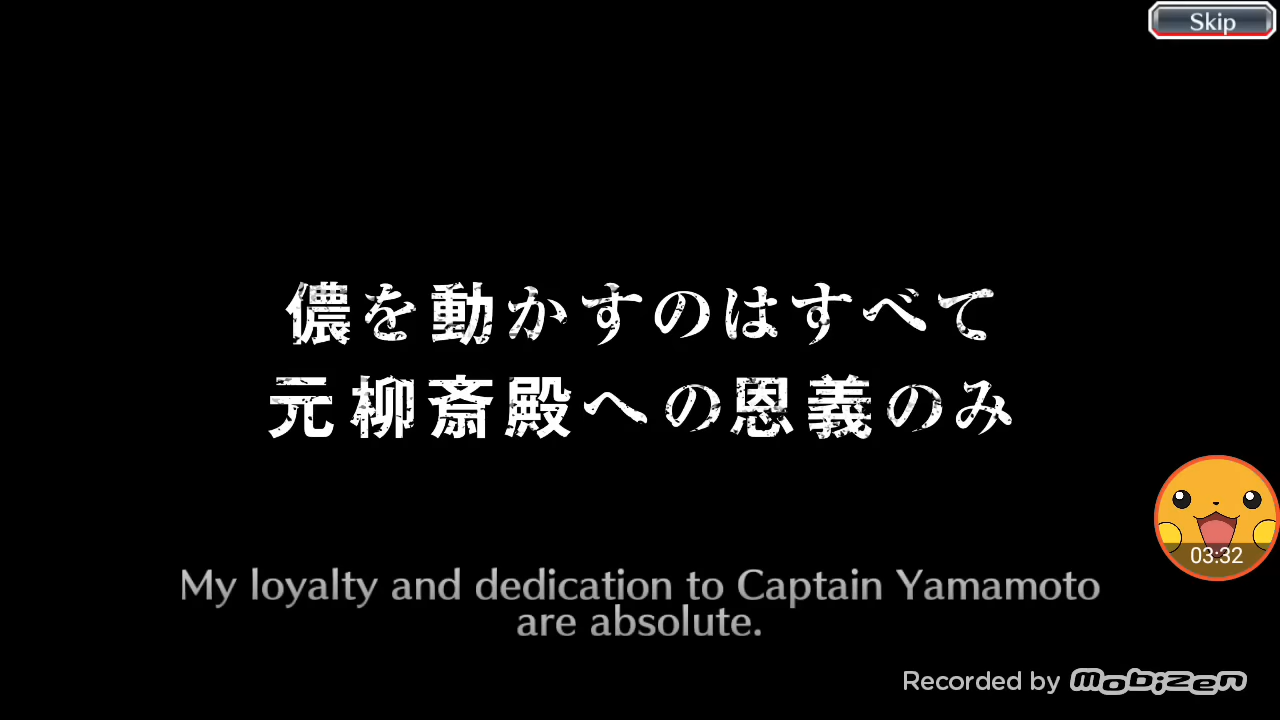 Skip
儂を動かすのはすべて
元柳斎殿への恩義のみ
03:32
My loyalty and dedication to Captain Yamamoto
are absolute.
Recorded by mobizen